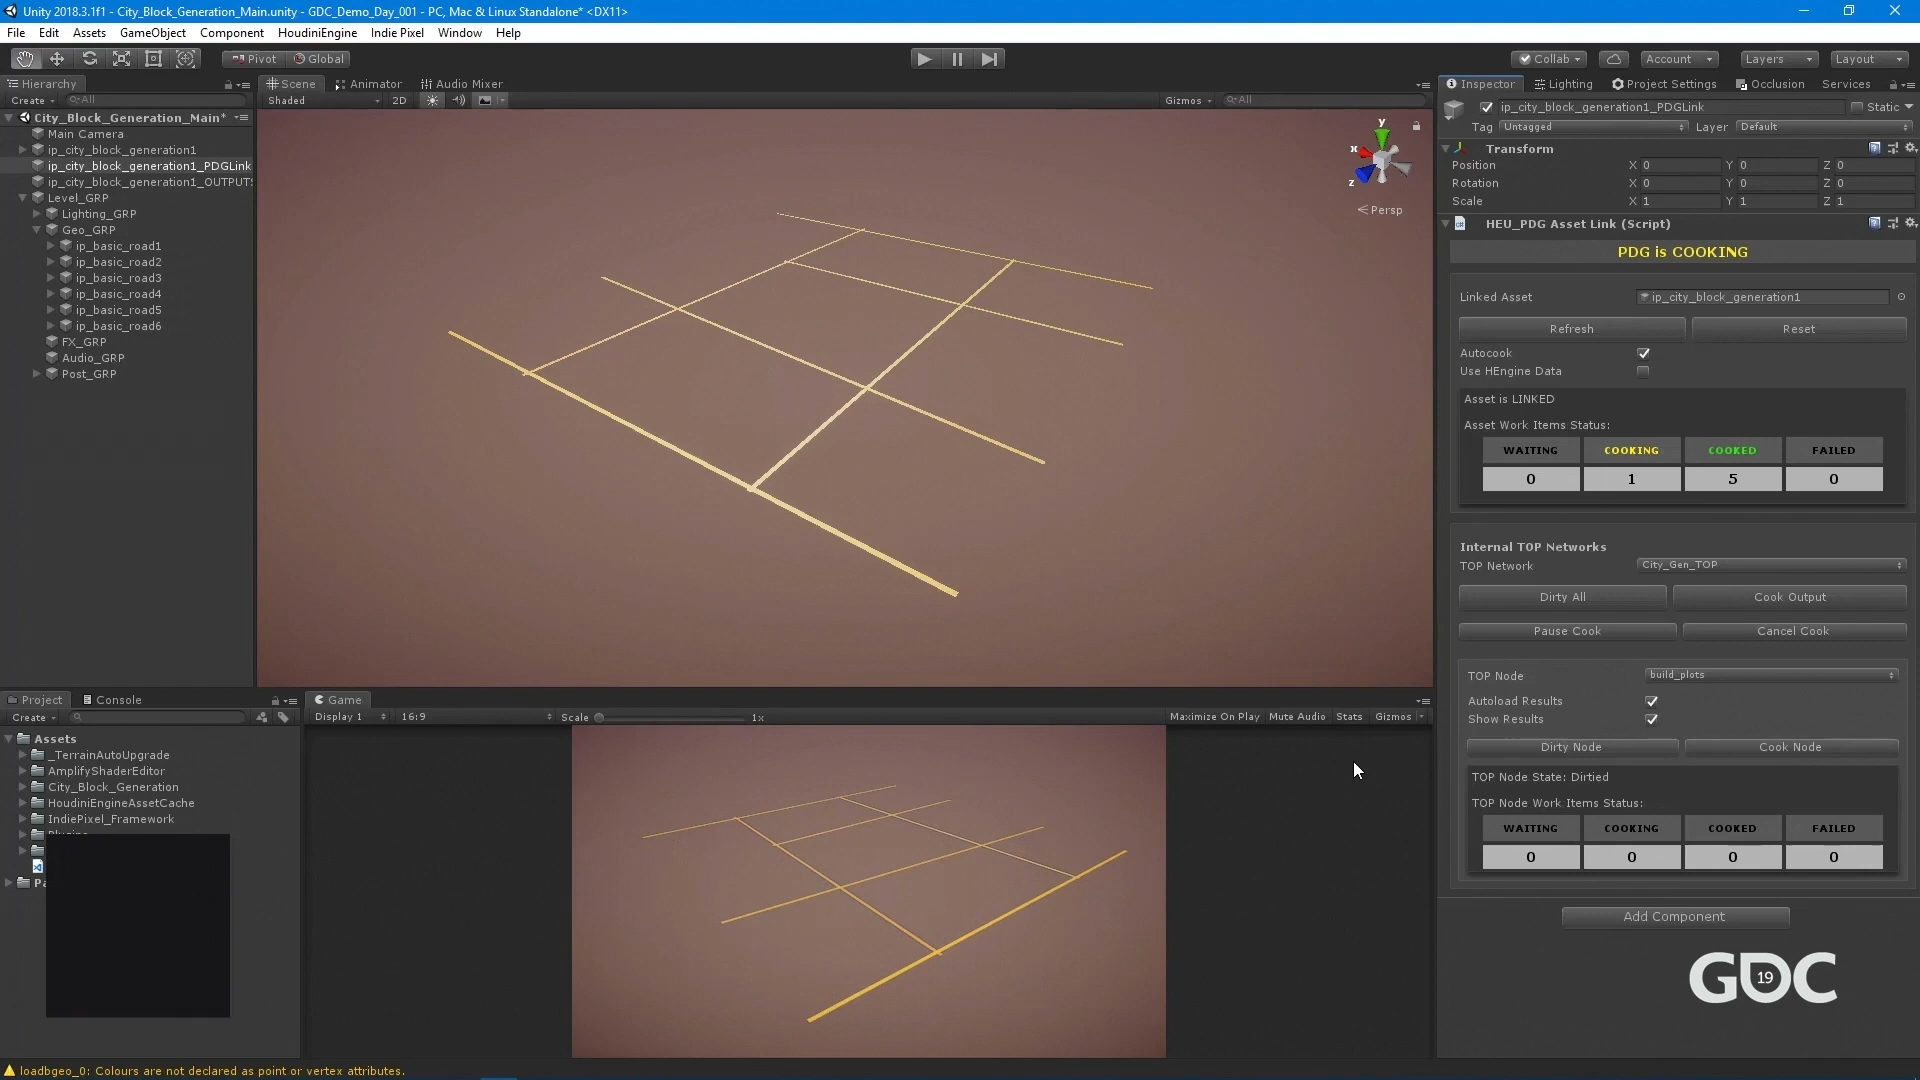 Unity 2018.3.1f1 - City_Block_Generation_Main.unity - GDC_Demo_Day_001 - PC, Mac & Linux Standalone* <DX11>
File Edit Assets GameObject Component HoudiniEngine Indie Pixel Window Help
Pivot Global Collab Account Layers Layout
Hierarchy
Create All
City_Block_Generation_Main*
Main Camera
ip_city_block_generation1
ip_city_block_generation1_PDGLink
ip_city_block_generation1_OUTPUTS
Level_GRP
Lighting_GRP
Geo_GRP
ip_basic_road1
ip_basic_road2
ip_basic_road3
ip_basic_road4
ip_basic_road5
ip_basic_road6
FX_GRP
Audio_GRP
Post_GRP
Scene Animator Audio Mixer
Shaded 2D Gizmos All
y
x
z
Persp
Project Console
Create
Assets
_TerrainAutoUpgrade
AmplifyShaderEditor
City_Block_Generation
HoudiniEngineAssetCache
IndiePixel_Framework
Game
Display 1 16:9 Scale 1x Maximize On Play Mute Audio Stats Gizmos
Inspector Lighting Project Settings Occlusion Services
ip_city_block_generation1_PDGLink Static
Tag Untagged Layer Default
Transform
Position X 0 Y 0 Z 0
Rotation X 0 Y 0 Z 0
Scale X 1 Y 1 Z 1
HEU_PDG Asset Link (Script)
PDG is COOKING
Linked Asset ip_city_block_generation1
Refresh Reset
Autocook
Use HEngine Data
Asset is LINKED
Asset Work Items Status:
WAITING COOKING COOKED FAILED
0 1 5 0
Internal TOP Networks
TOP Network City_Gen_TOP
Dirty All Cook Output
Pause Cook Cancel Cook
TOP Node build_plots
Autoload Results
Show Results
Dirty Node Cook Node
TOP Node State: Dirtied
TOP Node Work Items Status:
WAITING COOKING COOKED FAILED
0 0 0 0
Add Component
GDC 19
loadbgeo_0: Colours are not declared as point or vertex attributes.